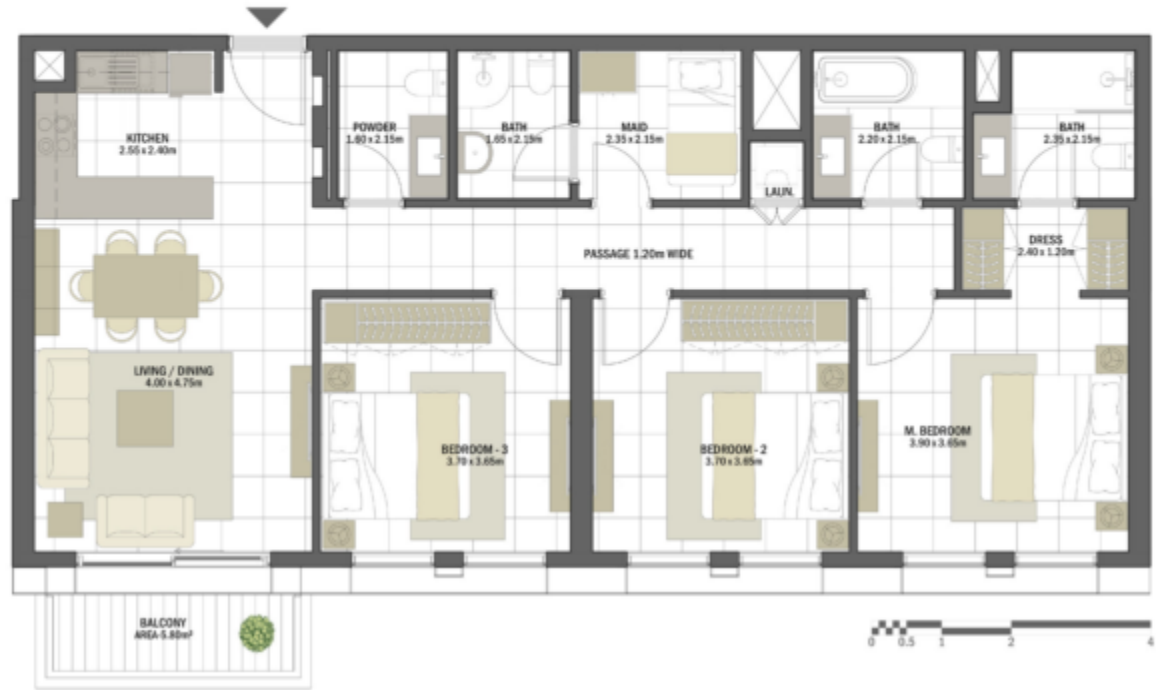 KITCHEN
2.55 x 2.40m
POWDER
1.60 x 2.15m
BATH
1.65 x 2.15m
MAID
2.35 x 2.15m
BATH
2.20 x 2.15m
BATH
2.35 x 2.15m
LAUN.
PASSAGE 1.20m WIDE
DRESS
2.40 x 1.20m
LIVING / DINING
4.00 x 4.75m
BEDROOM - 3
3.70 x 3.65m
BEDROOM - 2
3.70 x 3.65m
M. BEDROOM
3.90 x 3.65m
BALCONY
AREA-5.80m²
0 0.5 1 2 4